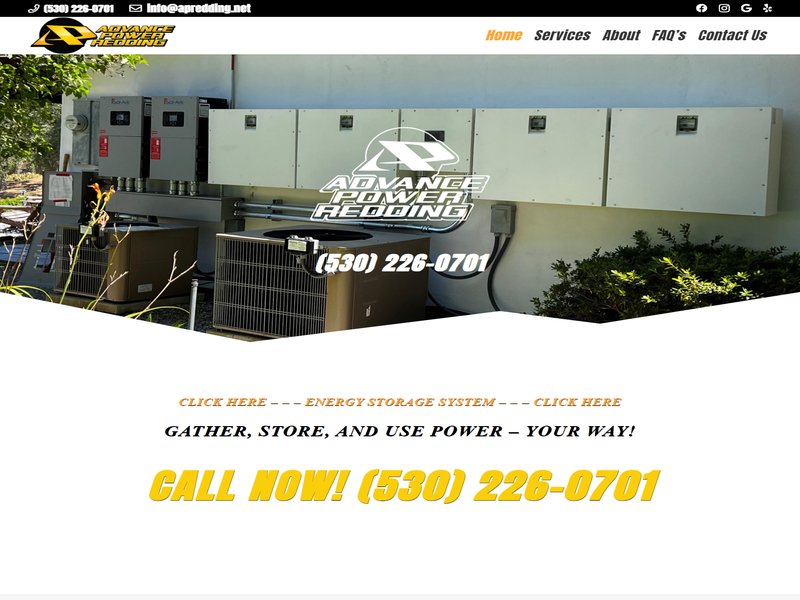 (530) 226-0701 info@apredding.net
ADVANCE
POWER
REDDING
Home Services About FAQ's Contact Us
ADVANCE
POWER
REDDING
(530) 226-0701
CLICK HERE – – – ENERGY STORAGE SYSTEM – – – CLICK HERE
GATHER, STORE, AND USE POWER – YOUR WAY!
CALL NOW! (530) 226-0701